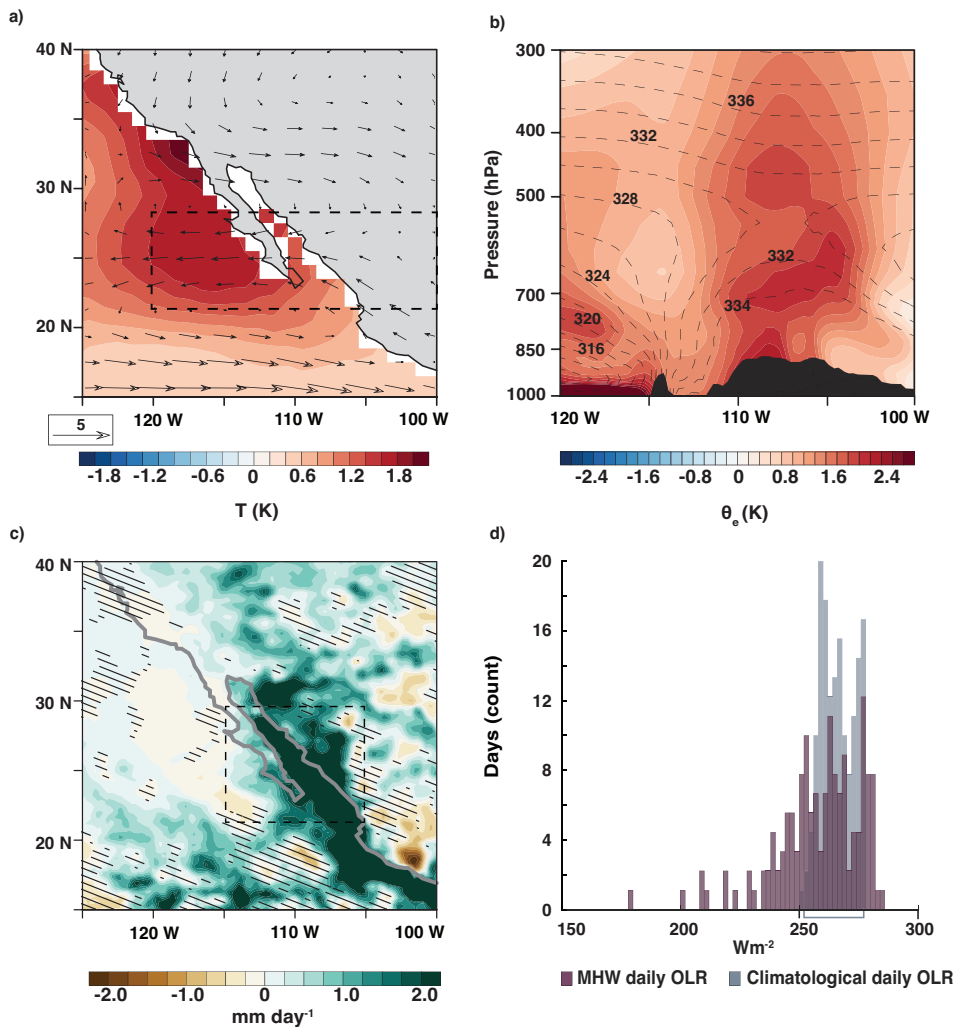 a)
40 N
30 N
20 N
120 W
110 W
100 W
5
-1.8
-1.2
-0.6
0
0.6
1.2
1.8
T (K)
b)
300
400
500
700
850
1000
Pressure (hPa)
336
332
328
324
320
316
332
334
110 W
100 W
-2.4
-1.6
-0.8
0
0.8
1.6
2.4
θe (K)
c)
40 N
30 N
20 N
120 W
110 W
100 W
-2.0
-1.0
0
1.0
2.0
mm day-1
d)
20
16
12
8
4
0
Days (count)
150
200
250
300
Wm-2
MHW daily OLR
Climatological daily OLR